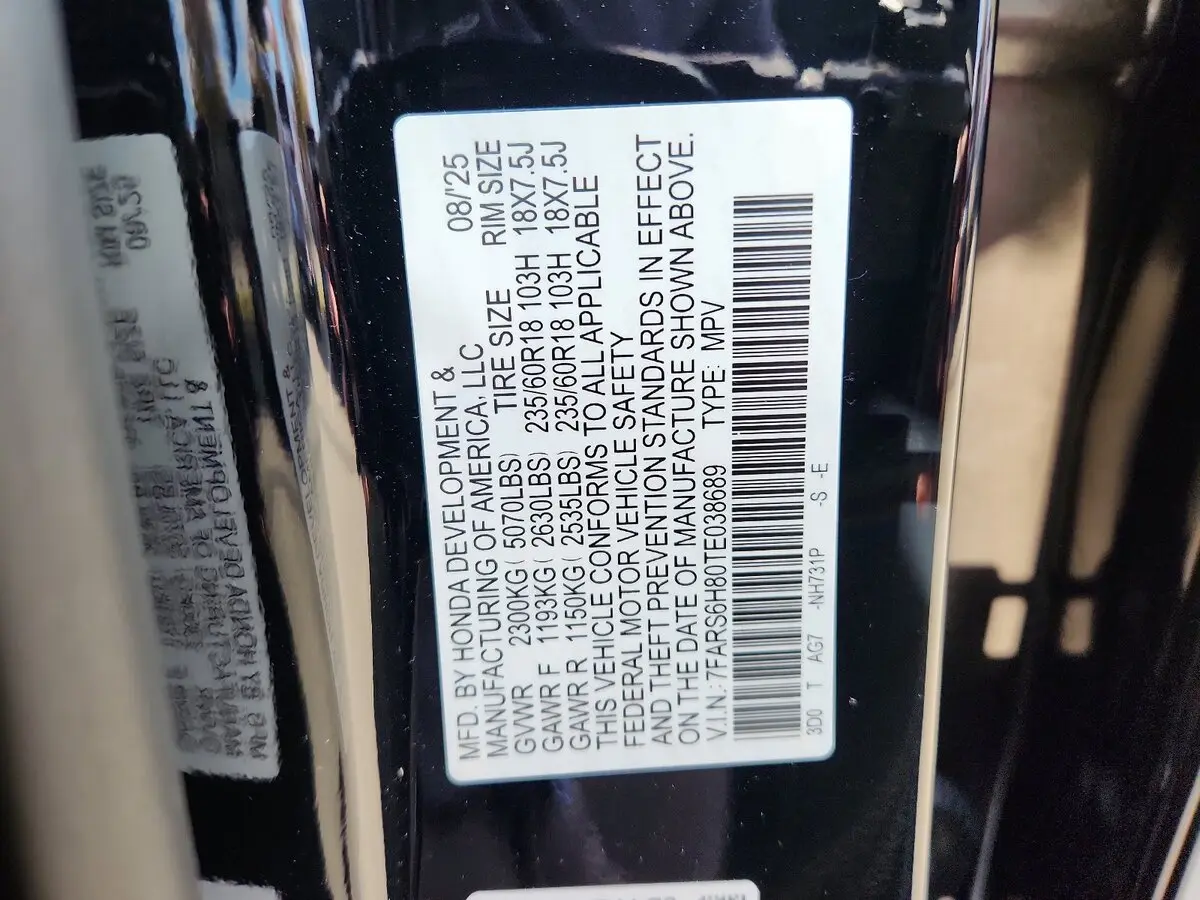 MFD. BY HONDA DEVELOPMENT & 08/'25
MANUFACTURING OF AMERICA, LLC TIRE SIZE RIM SIZE
GVWR 2300KG( 5070LBS)
GAWR F 1193KG( 2630LBS) 235/60R18 103H 18X7.5J
GAWR R 1150KG( 2535LBS) 235/60R18 103H 18X7.5J
THIS VEHICLE CONFORMS TO ALL APPLICABLE
FEDERAL MOTOR VEHICLE SAFETY
AND THEFT PREVENTION STANDARDS IN EFFECT
ON THE DATE OF MANUFACTURE SHOWN ABOVE.
V.I.N.: 7FARS6H80TE038689 TYPE: MPV
3D0 T AG7 -NH731P -S -E